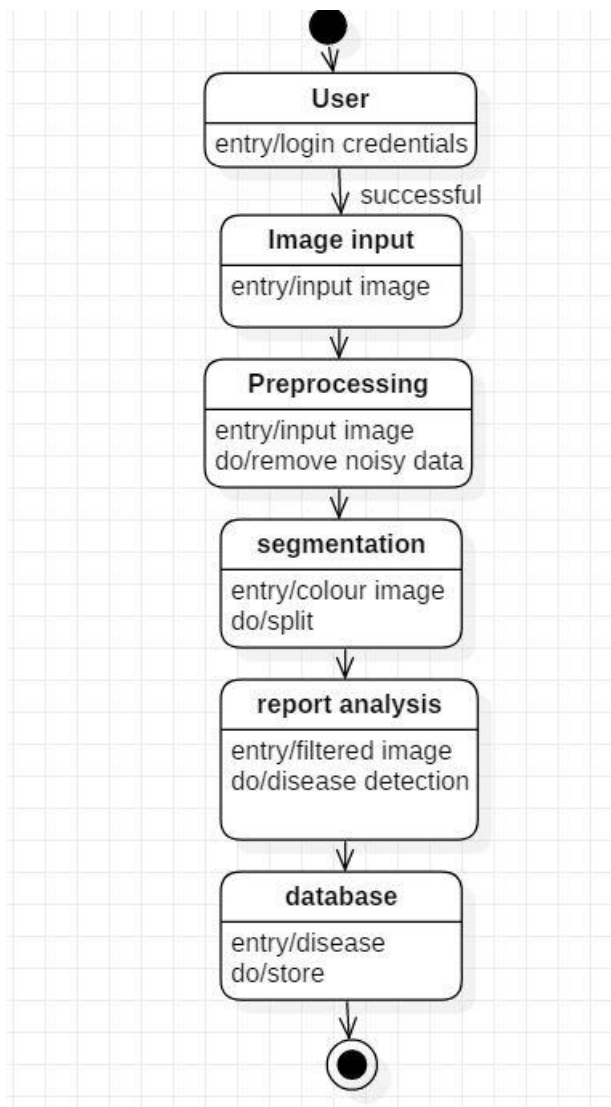 User
entry/login credentials
successful
Image input
entry/input image
Preprocessing
entry/input image
do/remove noisy data
segmentation
entry/colour image
do/split
report analysis
entry/filtered image
do/disease detection
database
entry/disease
do/store